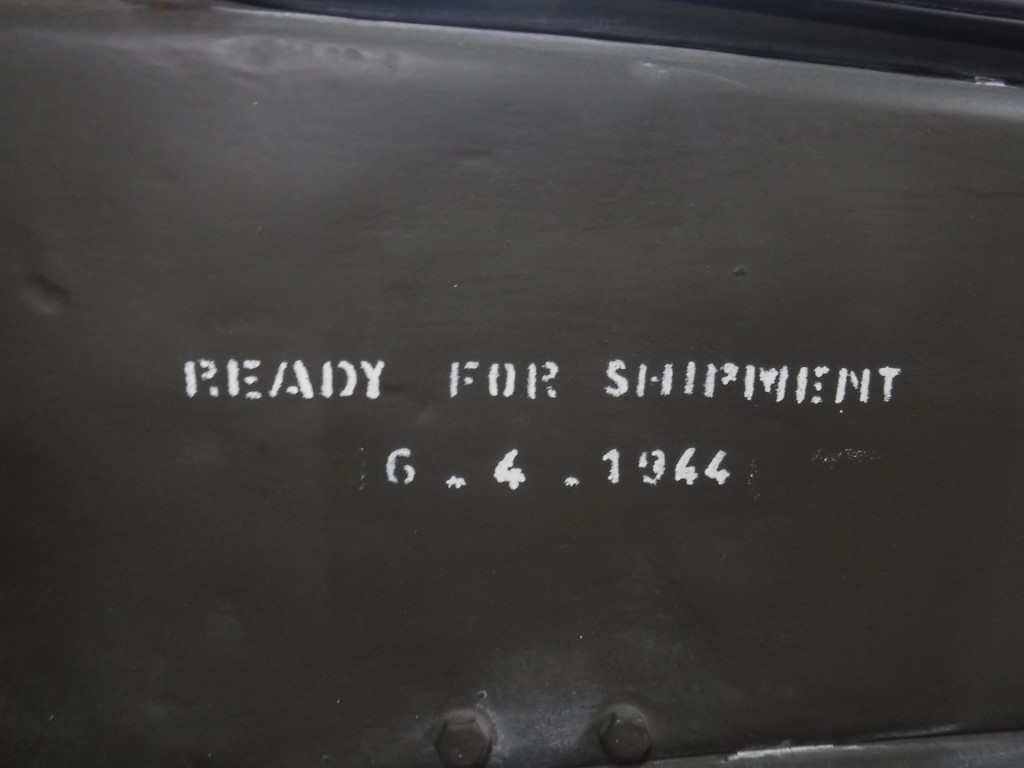 READY FOR SHIPMENT
6.4.1944